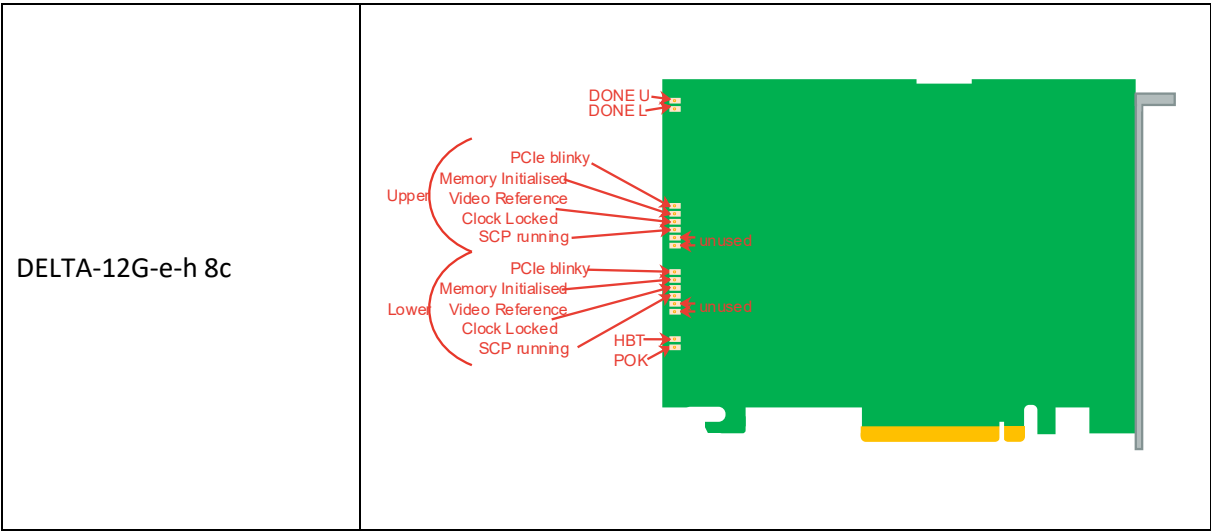 DELTA-12G-e-h 8c
DONE U
DONE L
PCIe blinky
Memory Initialised
Upper
Video Reference
Clock Locked
SCP running
unused
PCIe blinky
Memory Initialised
Lower
Video Reference
Clock Locked
SCP running
unused
HBT
POK